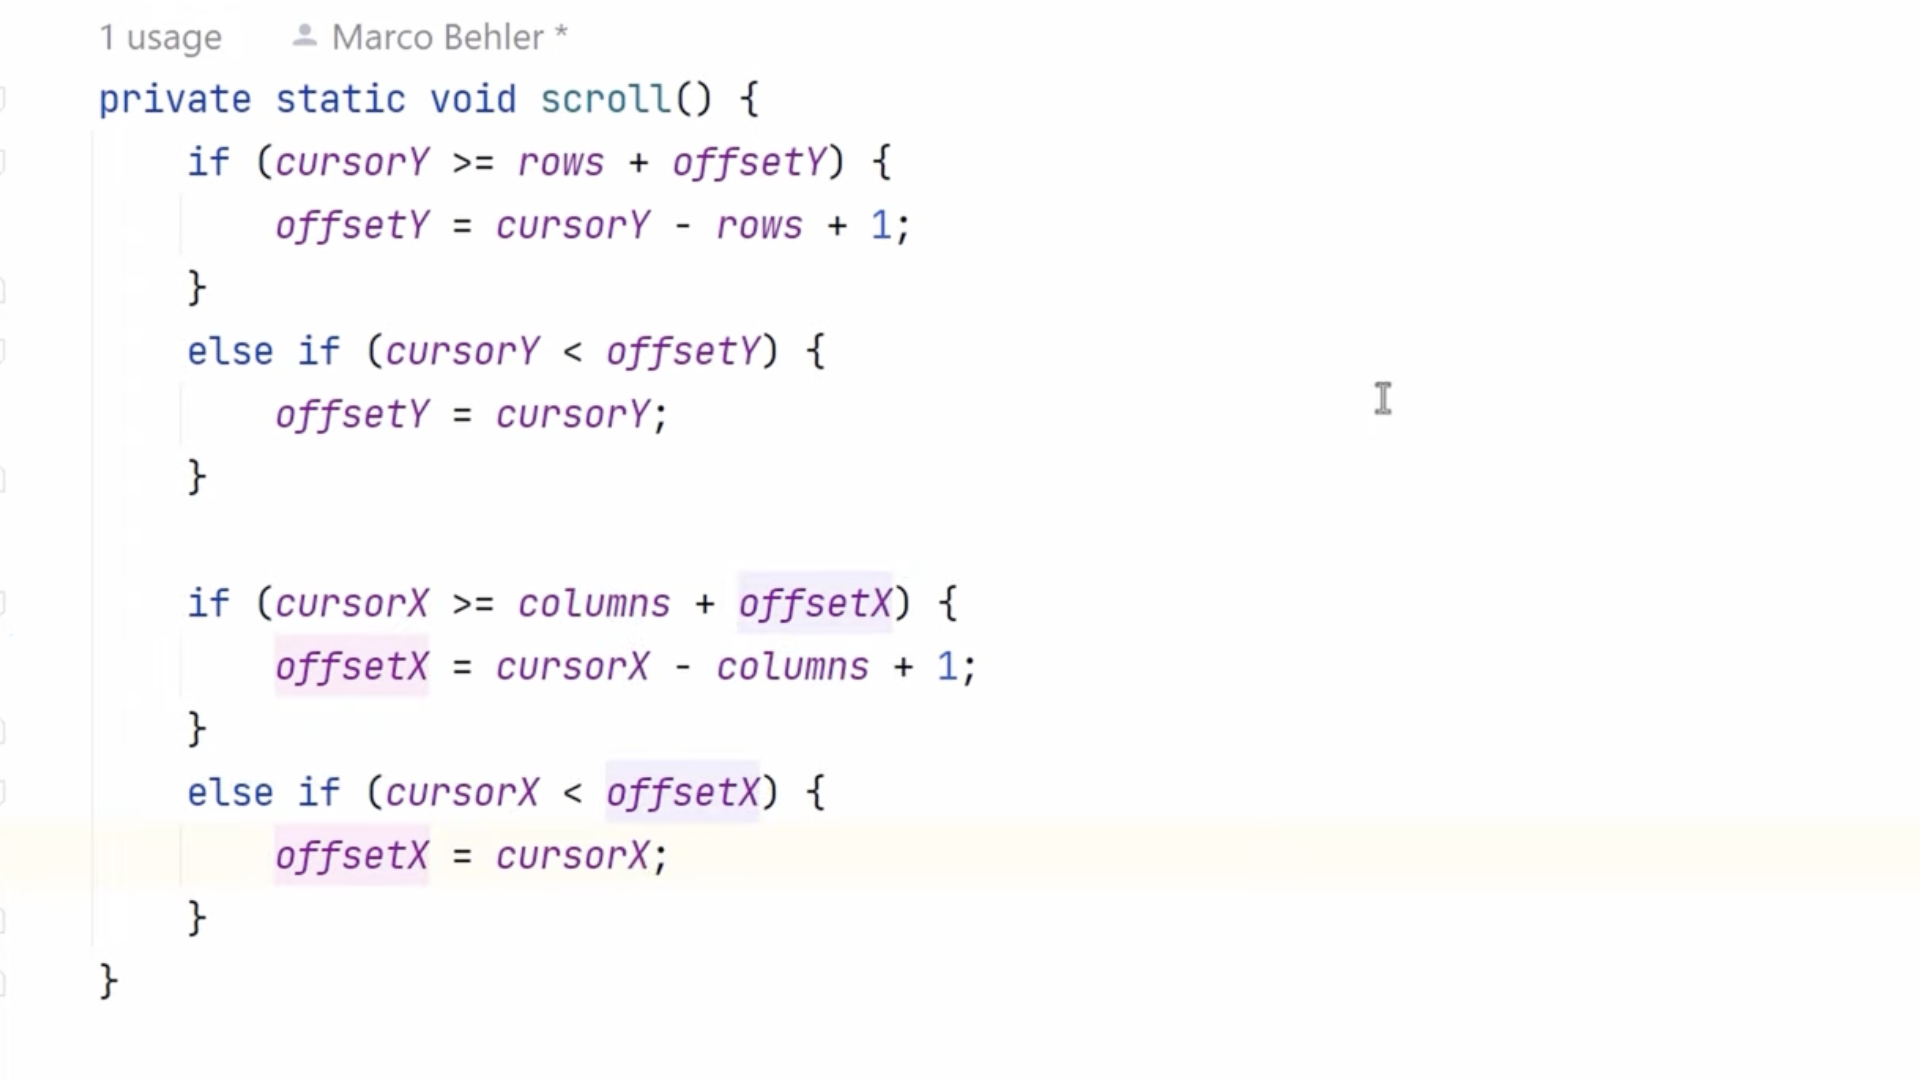 1 usage Marco Behler *
private static void scroll() {
    if (cursorY >= rows + offsetY) {
        offsetY = cursorY - rows + 1;
    }
    else if (cursorY < offsetY) {
        offsetY = cursorY;
    }

    if (cursorX >= columns + offsetX) {
        offsetX = cursorX - columns + 1;
    }
    else if (cursorX < offsetX) {
        offsetX = cursorX;
    }
}